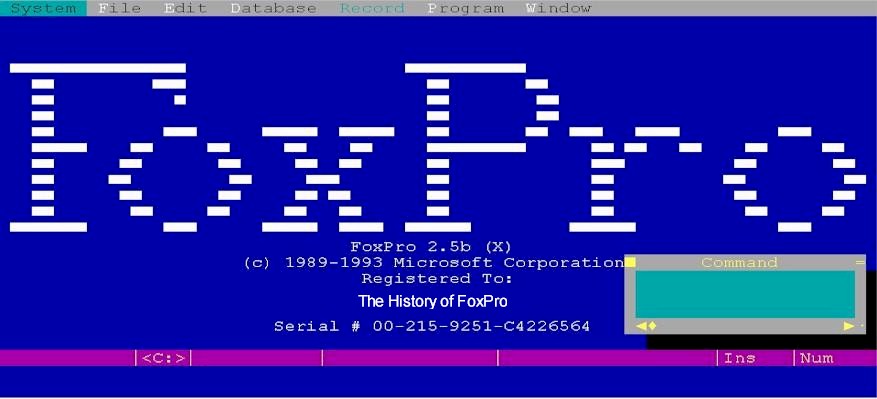 System File Edit Database Record Program Window
FoxPro
FoxPro 2.5b (X)
(c) 1989-1993 Microsoft Corporation
Command
Registered To:
The History of FoxPro
Serial # 00-215-9251-C4226564
<C:> Ins Num